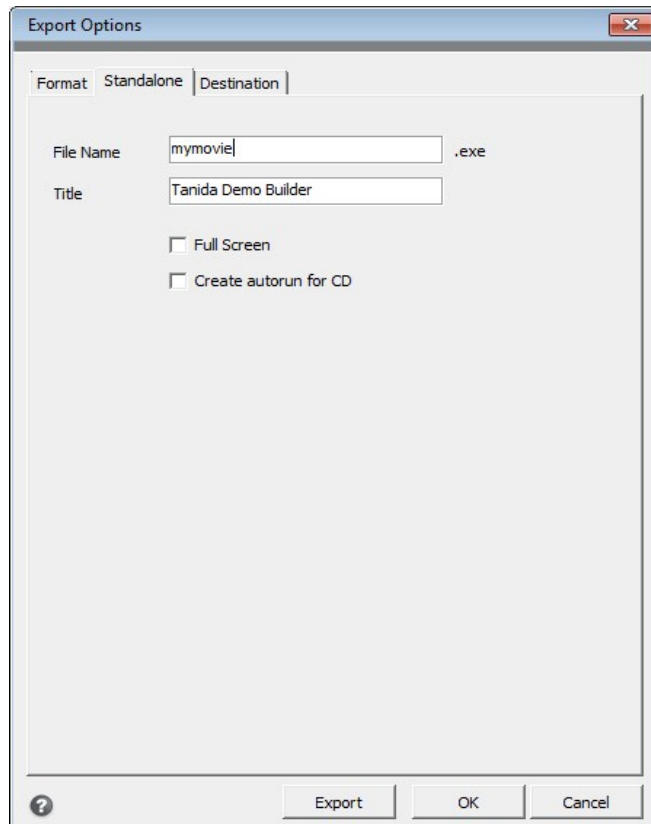 Export Options
Format Standalone Destination
File Name mymovie .exe
Title Tanida Demo Builder
Full Screen
Create autorun for CD
? Export OK Cancel